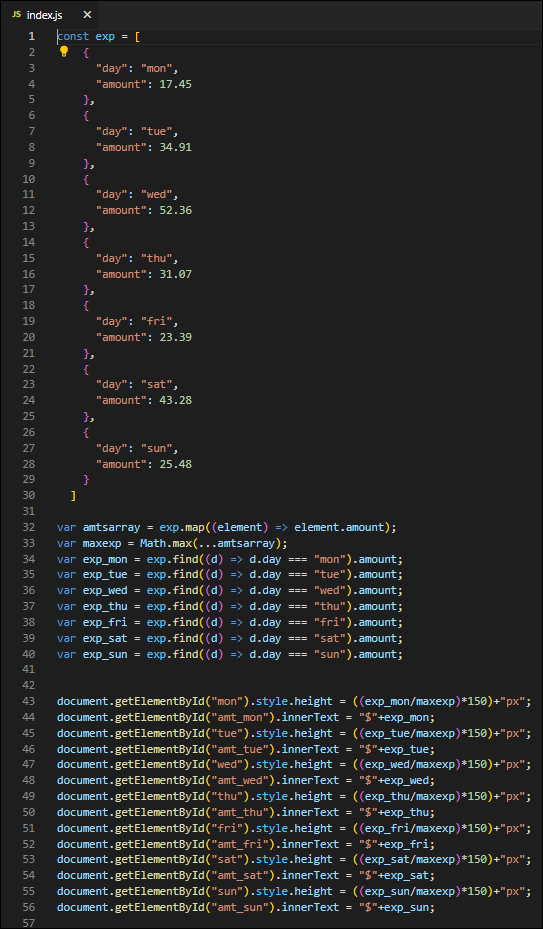 JS index.js ×
1 const exp = [
2 {
3 "day": "mon",
4 "amount": 17.45
5 },
6 {
7 "day": "tue",
8 "amount": 34.91
9 },
10 {
11 "day": "wed",
12 "amount": 52.36
13 },
14 {
15 "day": "thu",
16 "amount": 31.07
17 },
18 {
19 "day": "fri",
20 "amount": 23.39
21 },
22 {
23 "day": "sat",
24 "amount": 43.28
25 },
26 {
27 "day": "sun",
28 "amount": 25.48
29 }
30 ]
31
32 var amtsarray = exp.map((element) => element.amount);
33 var maxexp = Math.max(...amtsarray);
34 var exp_mon = exp.find((d) => d.day === "mon").amount;
35 var exp_tue = exp.find((d) => d.day === "tue").amount;
36 var exp_wed = exp.find((d) => d.day === "wed").amount;
37 var exp_thu = exp.find((d) => d.day === "thu").amount;
38 var exp_fri = exp.find((d) => d.day === "fri").amount;
39 var exp_sat = exp.find((d) => d.day === "sat").amount;
40 var exp_sun = exp.find((d) => d.day === "sun").amount;
41
42
43 document.getElementById("mon").style.height = ((exp_mon/maxexp)*150)+"px";
44 document.getElementById("amt_mon").innerText = "$"+exp_mon;
45 document.getElementById("tue").style.height = ((exp_tue/maxexp)*150)+"px";
46 document.getElementById("amt_tue").innerText = "$"+exp_tue;
47 document.getElementById("wed").style.height = ((exp_wed/maxexp)*150)+"px";
48 document.getElementById("amt_wed").innerText = "$"+exp_wed;
49 document.getElementById("thu").style.height = ((exp_thu/maxexp)*150)+"px";
50 document.getElementById("amt_thu").innerText = "$"+exp_thu;
51 document.getElementById("fri").style.height = ((exp_fri/maxexp)*150)+"px";
52 document.getElementById("amt_fri").innerText = "$"+exp_fri;
53 document.getElementById("sat").style.height = ((exp_sat/maxexp)*150)+"px";
54 document.getElementById("amt_sat").innerText = "$"+exp_sat;
55 document.getElementById("sun").style.height = ((exp_sun/maxexp)*150)+"px";
56 document.getElementById("amt_sun").innerText = "$"+exp_sun;
57